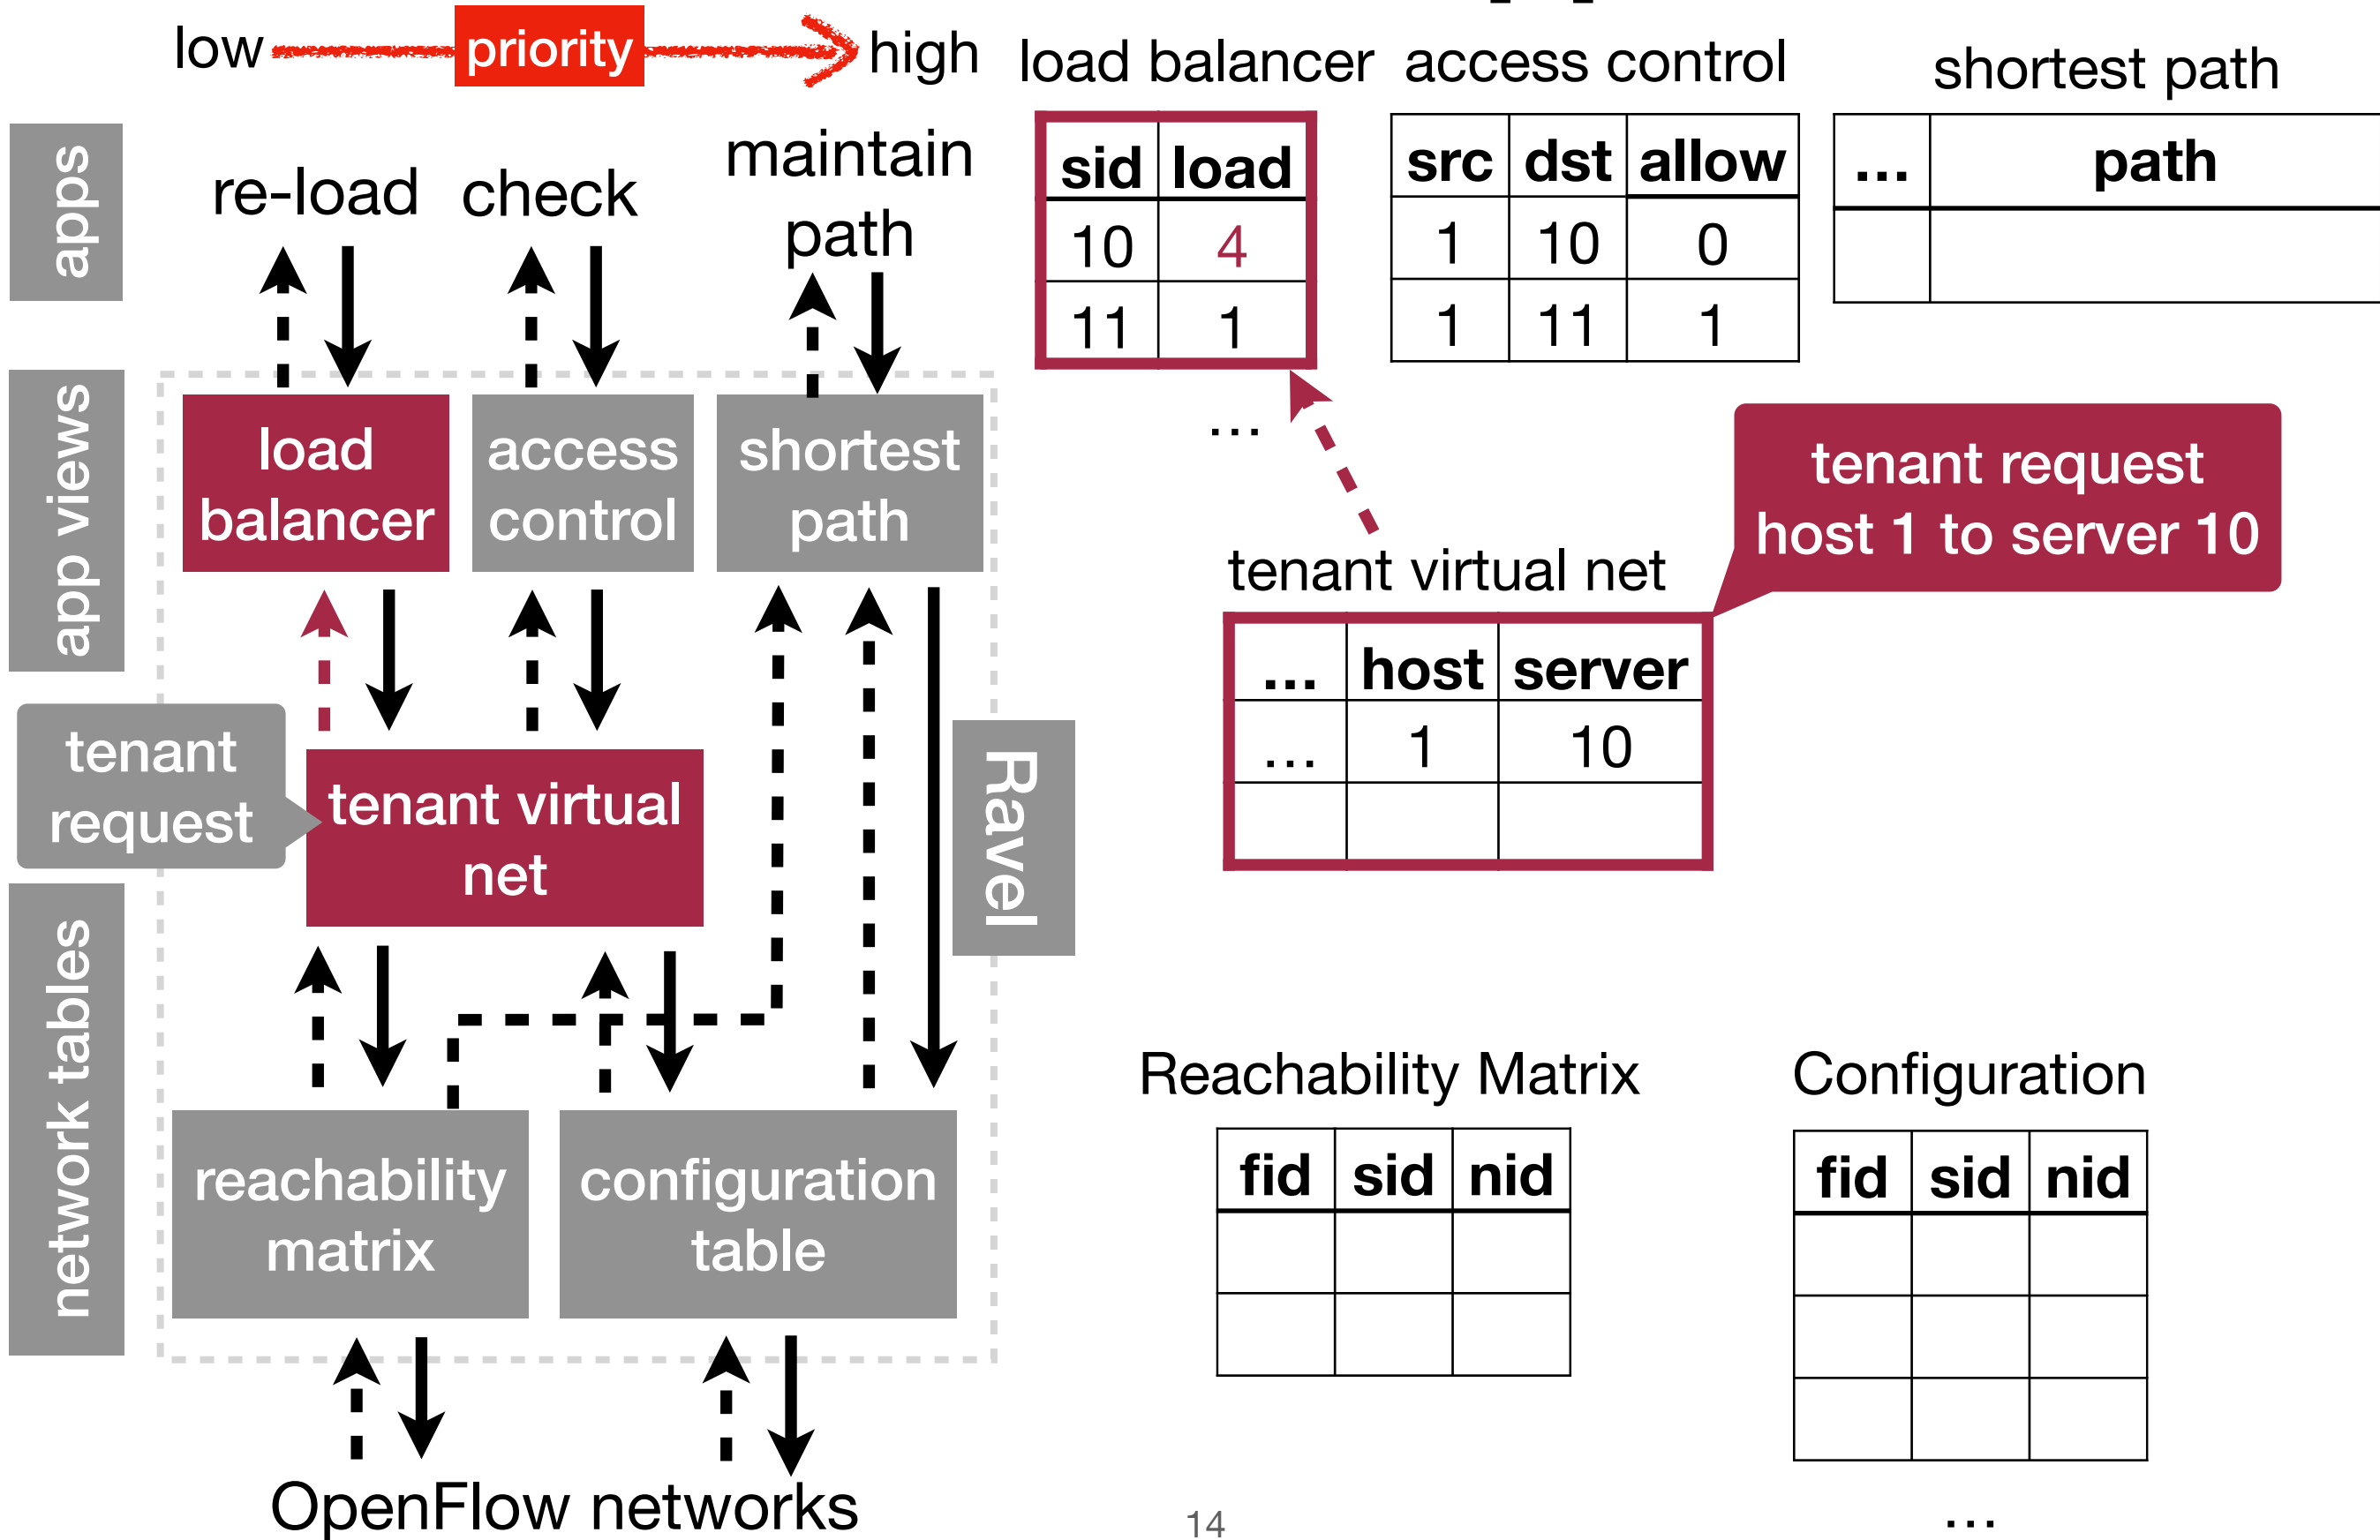 low priority high
apps
re-load check maintain
path
app views
load
balancer
access
control
shortest
path
tenant
request
tenant virtual
net
Ravel
network tables
reachability
matrix
configuration
table
OpenFlow networks
load balancer
sid load
10 4
11 1
...
access control
src dst allow
1 10 0
1 11 1
shortest path
... path
tenant request
host 1 to server 10
tenant virtual net
... host server
... 1 10
Reachability Matrix
fid sid nid
Configuration
fid sid nid
...
14